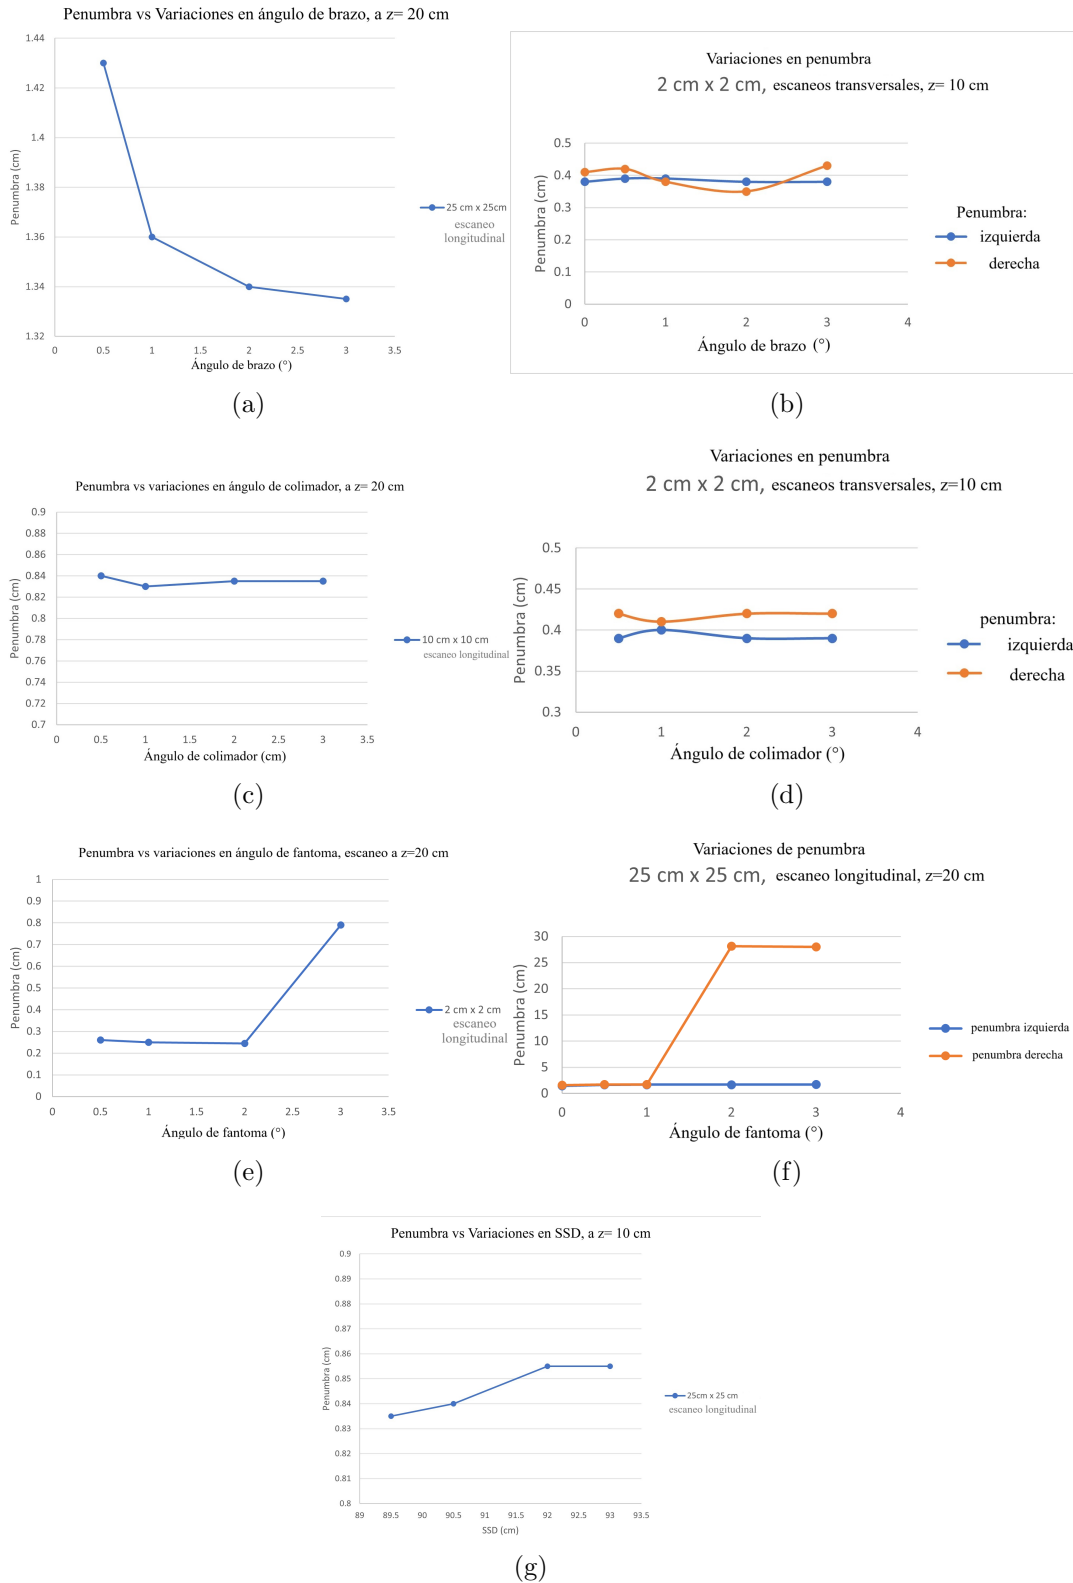 Penumbra vs Variaciones en ángulo de brazo, a z= 20 cm
1.44
1.42
1.4
1.38
1.36
1.34
1.32
Penumbra (cm)
0 0.5 1 1.5 2 2.5 3 3.5
Ángulo de brazo (°)
25 cm x 25cm
escaneo
longitudinal
(a)
Variaciones en penumbra
2 cm x 2 cm, escaneos transversales, z= 10 cm
0.5
0.4
0.3
0.2
0.1
0
Penumbra (cm)
0 1 2 3 4
Ángulo de brazo (°)
Penumbra:
izquierda
derecha
(b)
Penumbra vs variaciones en ángulo de colimador, a z= 20 cm
0.9
0.88
0.86
0.84
0.82
0.8
0.78
0.76
0.74
0.72
0.7
Penumbra (cm)
0 0.5 1 1.5 2 2.5 3 3.5
Ángulo de colimador (cm)
10 cm x 10 cm
escaneo longitudinal
(c)
Variaciones en penumbra
2 cm x 2 cm, escaneos transversales, z=10 cm
0.5
0.45
0.4
0.35
0.3
Penumbra (cm)
0 1 2 3 4
Ángulo de colimador (°)
penumbra:
izquierda
derecha
(d)
Penumbra vs variaciones en ángulo de fantoma, escaneo a z=20 cm
1
0.9
0.8
0.7
0.6
0.5
0.4
0.3
0.2
0.1
0
Penumbra (cm)
0 0.5 1 1.5 2 2.5 3 3.5
Ángulo de fantoma (°)
2 cm x 2 cm
escaneo
longitudinal
(e)
Variaciones de penumbra
25 cm x 25 cm, escaneo longitudinal, z=20 cm
30
25
20
15
10
5
0
Penumbra (cm)
0 1 2 3 4
Ángulo de fantoma (°)
penumbra izquierda
penumbra derecha
(f)
Penumbra vs Variaciones en SSD, a z= 10 cm
0.9
0.89
0.88
0.87
0.86
0.85
0.84
0.83
0.82
0.81
0.8
Penumbra (cm)
89 89.5 90 90.5 91 91.5 92 92.5 93 93.5
SSD (cm)
25cm x 25 cm
escaneo longitudinal
(g)